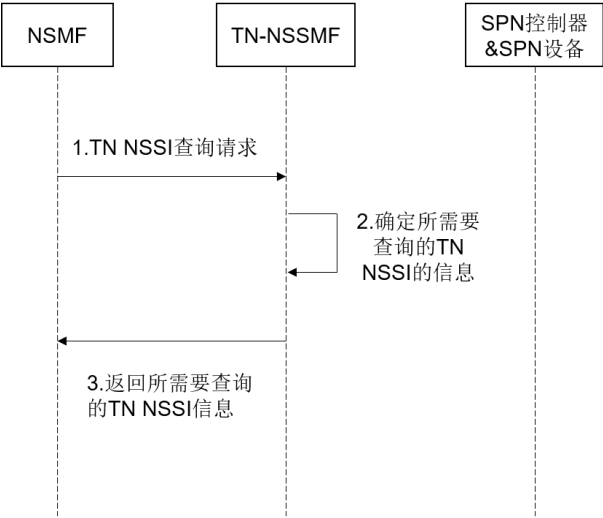 NSMF
TN-NSSMF
SPN控制器
&SPN设备
1.TN NSSI查询请求
2.确定所需要
查询的TN
NSSI的信息
3.返回所需要查询
的TN NSSI信息